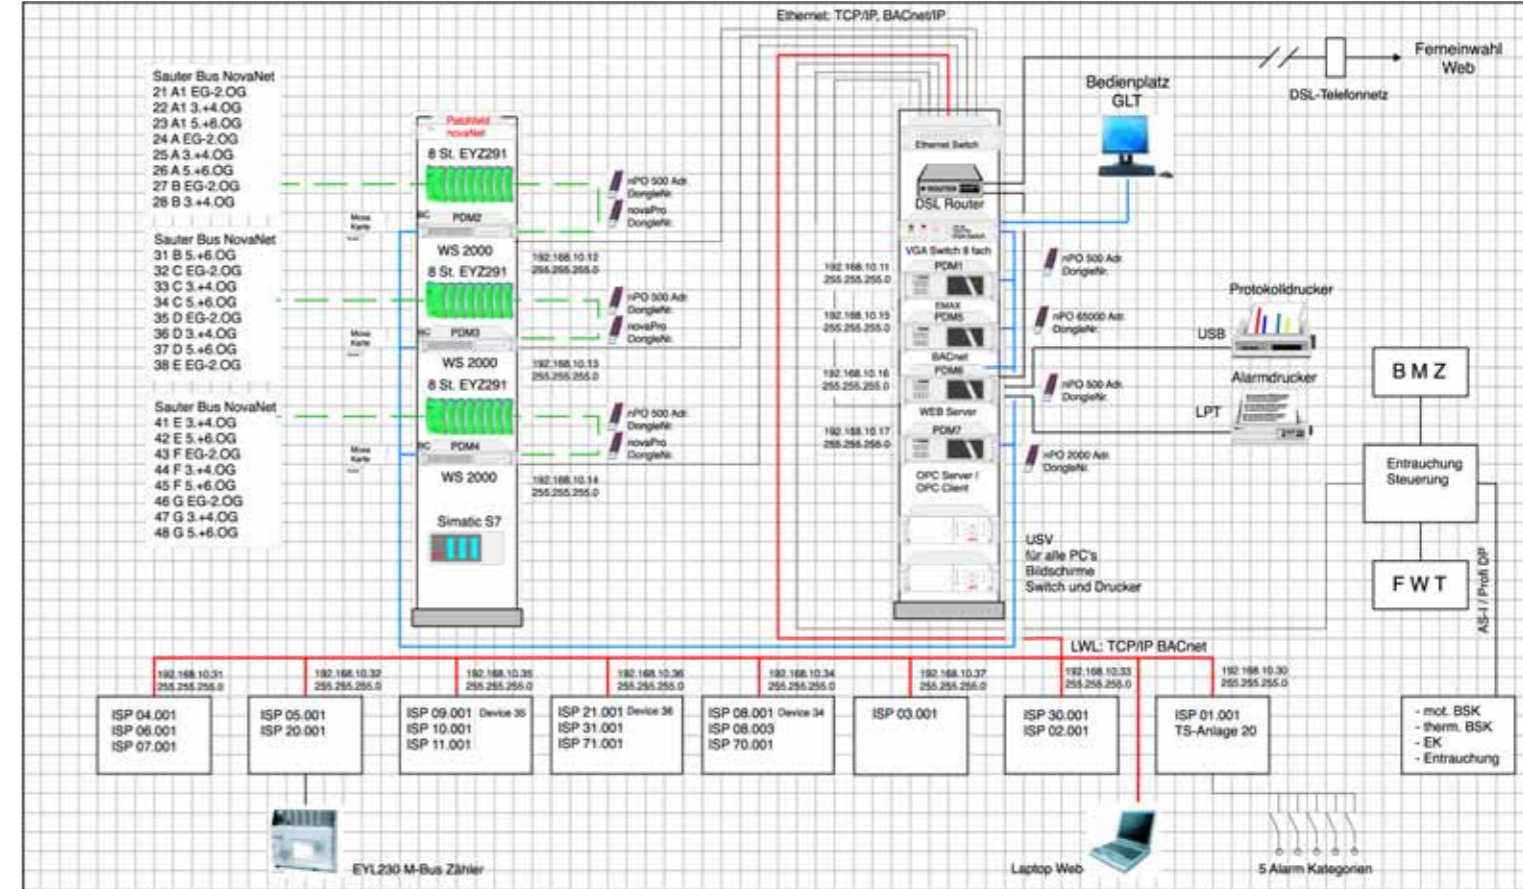 Ethernet: TCP/IP, BACnet/IP
Ferneinwahl
Web
DSL-Telefonnetz
Bedienplatz
GLT
Sauter Bus NovaNet
21 A1 EG-2.OG
22 A1 3.+4.OG
23 A1 5.+6.OG
24 A EG-2.OG
25 A 3.+4.OG
26 A 5.+6.OG
27 B EG-2.OG
28 B 3.+4.OG
Sauter Bus NovaNet
31 B 5.+6.OG
32 C EG-2.OG
33 C 3.+4.OG
34 C 5.+6.OG
35 D EG-2.OG
36 D 3.+4.OG
37 D 5.+6.OG
38 E EG-2.OG
Sauter Bus NovaNet
41 E 3.+4.OG
42 E 5.+6.OG
43 F EG-2.OG
44 F 3.+4.OG
45 F 5.+6.OG
46 G EG-2.OG
47 G 3.+4.OG
48 G 5.+6.OG
Patchfeld
novaNet
8 St. EYZ291
nPO 500 Adr.
DongleNr.
novaPro
DongleNr.
Moxa
Karte
BC
PDM2
WS 2000
192.168.10.12
255.255.255.0
8 St. EYZ291
nPO 500 Adr.
DongleNr.
novaPro
DongleNr.
Moxa
Karte
BC
PDM3
WS 2000
192.168.10.13
255.255.255.0
8 St. EYZ291
nPO 500 Adr.
DongleNr.
novaPro
DongleNr.
Moxa
Karte
BC
PDM4
WS 2000
192.168.10.14
255.255.255.0
Simatic S7
Ethernet Switch
ROUTER
DSL Router
VGA Switch 8 fach
192.168.10.11
255.255.255.0
PDM1
nPO 500 Adr.
DongleNr.
EMAX
192.168.10.15
255.255.255.0
PDM5
nPO 65000 Adr.
DongleNr.
BACnet
192.168.10.16
255.255.255.0
PDM6
nPO 500 Adr.
DongleNr.
WEB Server
192.168.10.17
255.255.255.0
PDM7
nPO 2000 Adr.
DongleNr.
OPC Server /
OPC Client
USV
für alle PC's
Bildschirme
Switch und Drucker
Protokolldrucker
USB
Alarmdrucker
LPT
B M Z
Entrauchung
Steuerung
F W T
AS-I / Profi DP
LWL: TCP/IP BACnet
192.168.10.31
255.255.255.0
192.168.10.32
255.255.255.0
192.168.10.35
255.255.255.0
192.168.10.36
255.255.255.0
192.168.10.34
255.255.255.0
192.168.10.37
255.255.255.0
192.168.10.33
255.255.255.0
192.168.10.30
255.255.255.0
ISP 04.001
ISP 06.001
ISP 07.001
ISP 05.001
ISP 20.001
ISP 09.001 Device 35
ISP 10.001
ISP 11.001
ISP 21.001 Device 36
ISP 31.001
ISP 71.001
ISP 08.001 Device 34
ISP 08.003
ISP 70.001
ISP 03.001
ISP 30.001
ISP 02.001
ISP 01.001
TS-Anlage 20
- mot. BSK
- therm. BSK
- EK
- Entrauchung
EYL230 M-Bus Zähler
Laptop Web
5 Alarm Kategorien